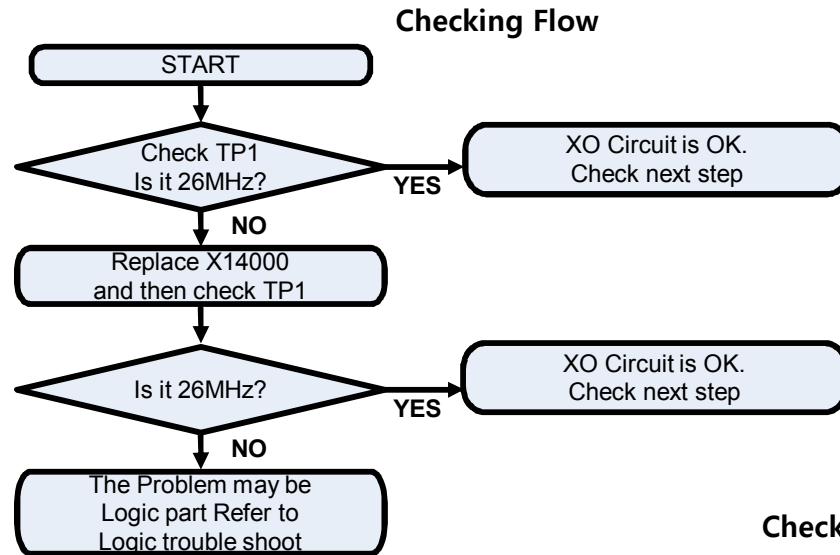 Checking Flow
START
Check TP1
Is it 26MHz?
YES
XO Circuit is OK.
Check next step
NO
Replace X14000
and then check TP1
Is it 26MHz?
YES
XO Circuit is OK.
Check next step
NO
The Problem may be
Logic part Refer to
Logic trouble shoot
Check